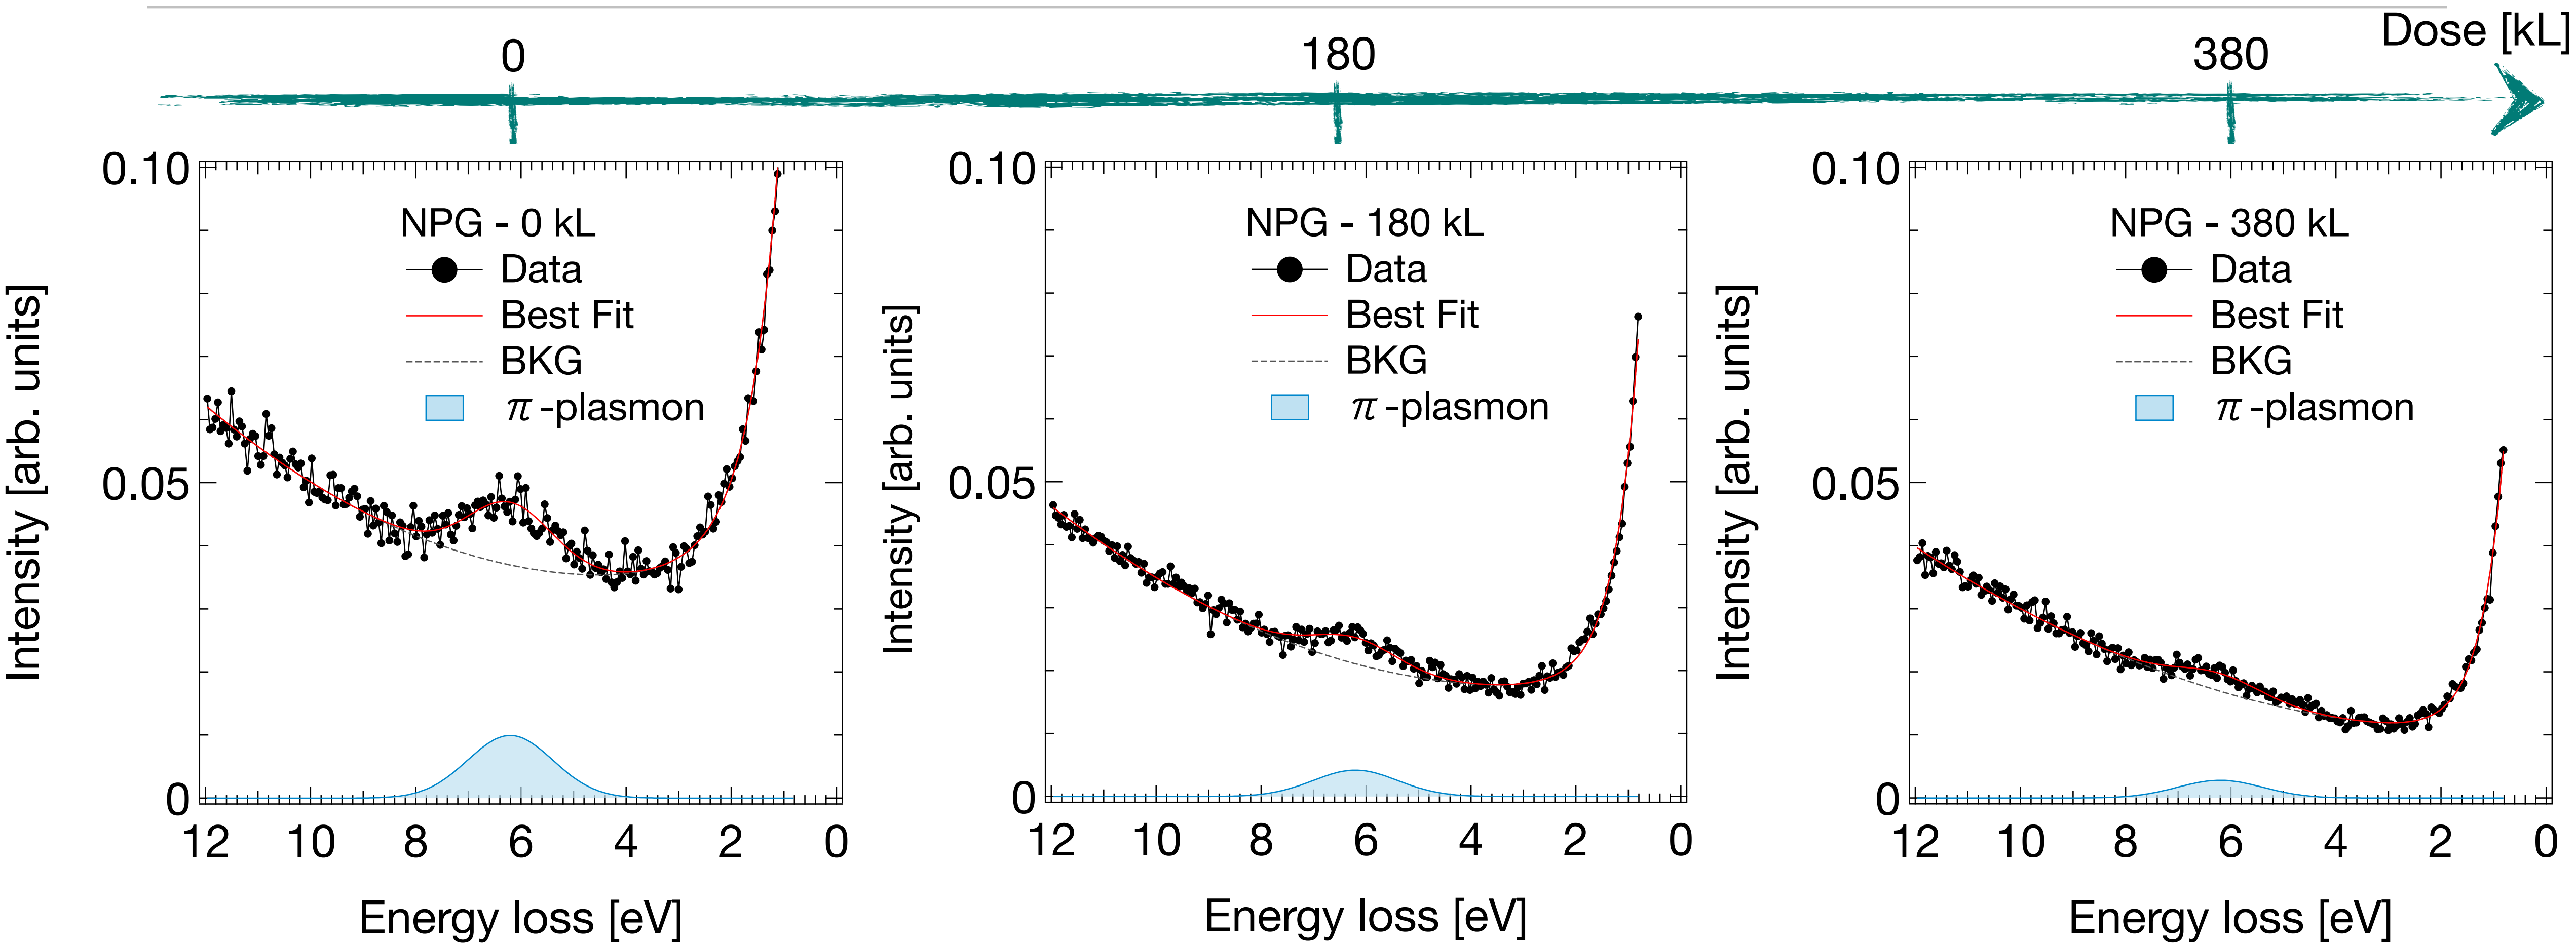 Dose [kL]
0 180 380
0.10
0.05
0
Intensity [arb. units]
NPG - 0 kL
Data
Best Fit
BKG
π -plasmon
12 10 8 6 4 2 0
Energy loss [eV]
0.10
0.05
0
Intensity [arb. units]
NPG - 180 kL
Data
Best Fit
BKG
π -plasmon
12 10 8 6 4 2 0
Energy loss [eV]
0.10
0.05
0
Intensity [arb. units]
NPG - 380 kL
Data
Best Fit
BKG
π -plasmon
12 10 8 6 4 2 0
Energy loss [eV]